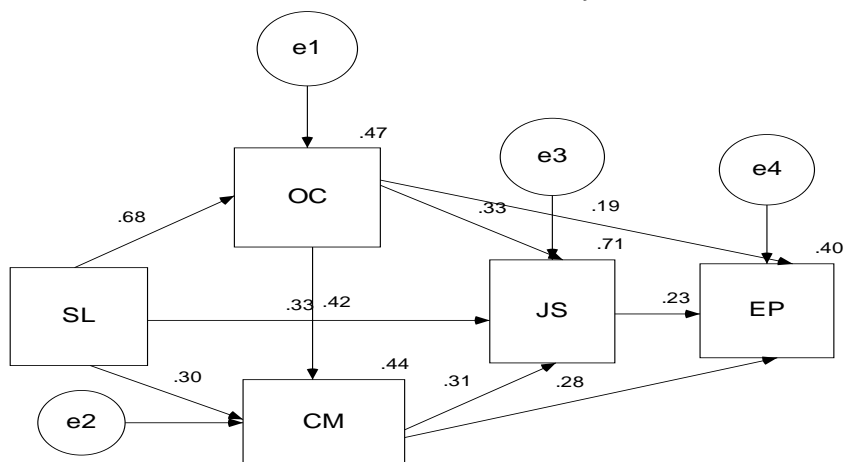 e1
.47
e3
e4
OC
.68
.33
.19
.71
.40
SL
.33
.42
JS
.23
EP
.30
.44
.31
.28
e2
CM